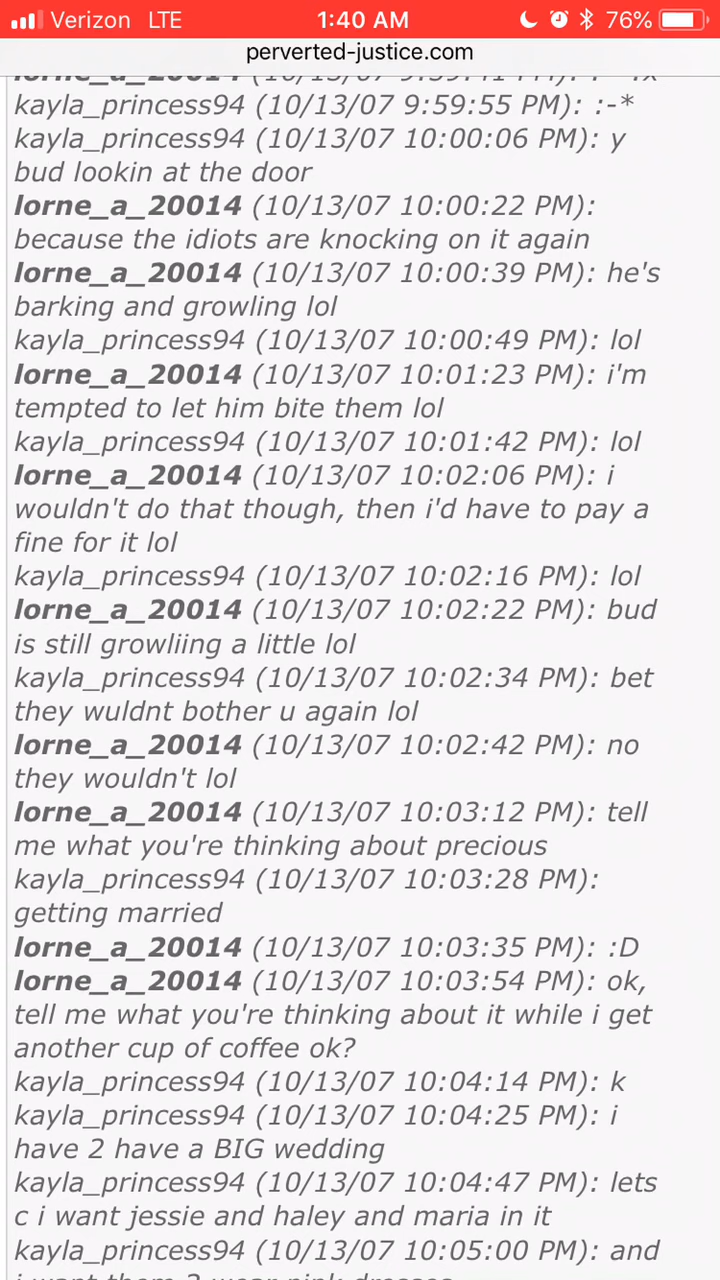 Verizon LTE 1:40 AM 76%
perverted-justice.com
kayla_princess94 (10/13/07 9:59:55 PM): :-*
kayla_princess94 (10/13/07 10:00:06 PM): y
bud lookin at the door
lorne_a_20014 (10/13/07 10:00:22 PM):
because the idiots are knocking on it again
lorne_a_20014 (10/13/07 10:00:39 PM): he's
barking and growling lol
kayla_princess94 (10/13/07 10:00:49 PM): lol
lorne_a_20014 (10/13/07 10:01:23 PM): i'm
tempted to let him bite them lol
kayla_princess94 (10/13/07 10:01:42 PM): lol
lorne_a_20014 (10/13/07 10:02:06 PM): i
wouldn't do that though, then i'd have to pay a
fine for it lol
kayla_princess94 (10/13/07 10:02:16 PM): lol
lorne_a_20014 (10/13/07 10:02:22 PM): bud
is still growliing a little lol
kayla_princess94 (10/13/07 10:02:34 PM): bet
they wuldnt bother u again lol
lorne_a_20014 (10/13/07 10:02:42 PM): no
they wouldn't lol
lorne_a_20014 (10/13/07 10:03:12 PM): tell
me what you're thinking about precious
kayla_princess94 (10/13/07 10:03:28 PM):
getting married
lorne_a_20014 (10/13/07 10:03:35 PM): :D
lorne_a_20014 (10/13/07 10:03:54 PM): ok,
tell me what you're thinking about it while i get
another cup of coffee ok?
kayla_princess94 (10/13/07 10:04:14 PM): k
kayla_princess94 (10/13/07 10:04:25 PM): i
have 2 have a BIG wedding
kayla_princess94 (10/13/07 10:04:47 PM): lets
c i want jessie and haley and maria in it
kayla_princess94 (10/13/07 10:05:00 PM): and
i want them 2 wear pink dresses